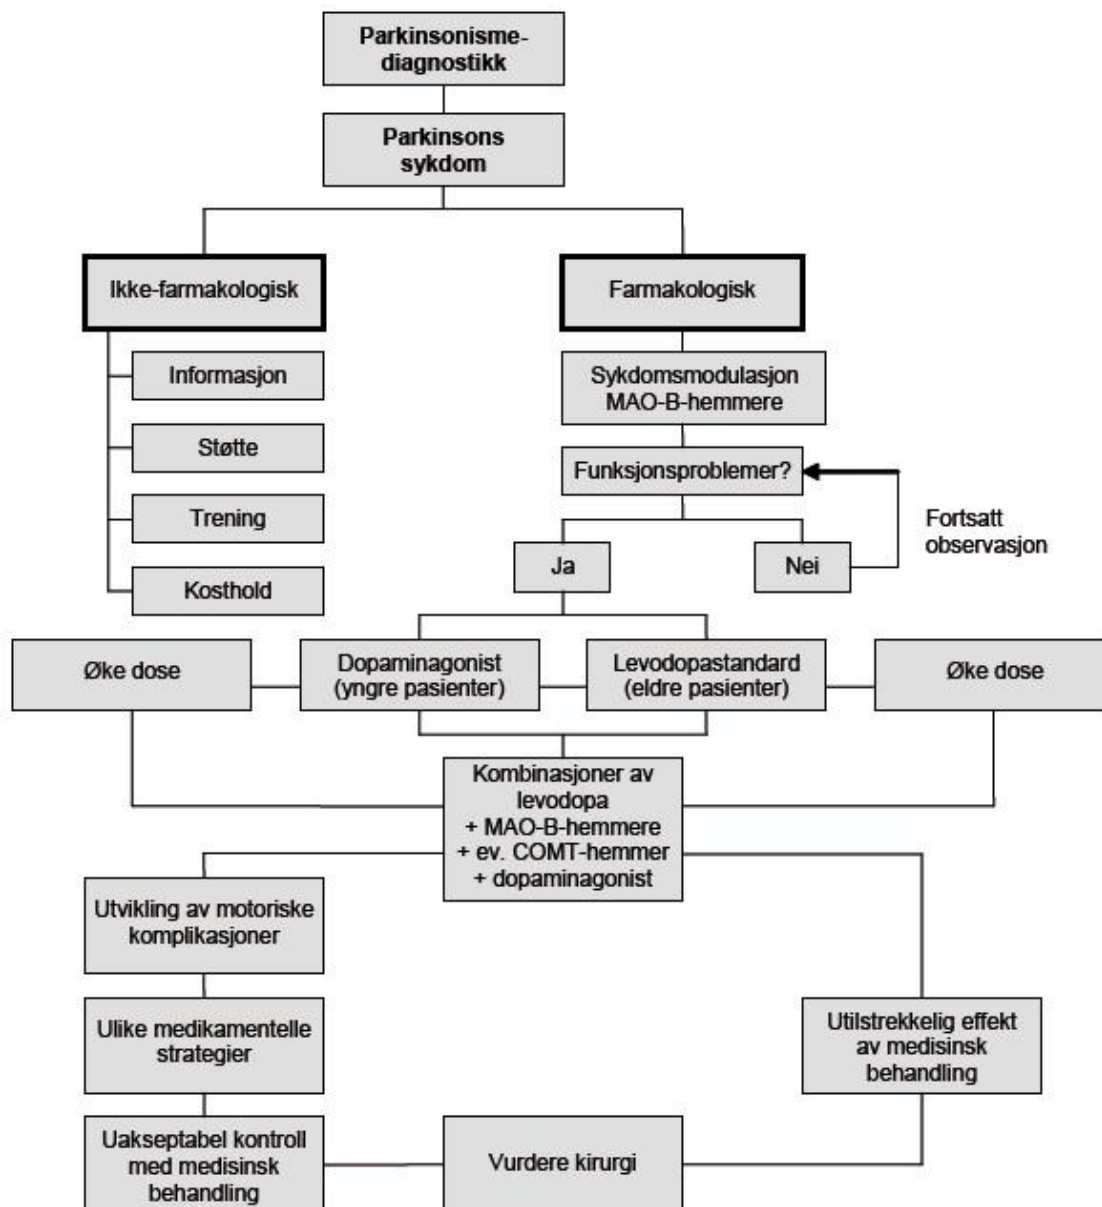 Parkinsonisme-
diagnostikk
Parkinsons
sykdom
Ikke-farmakologisk
Farmakologisk
Informasjon
Støtte
Trening
Kosthold
Sykdomsmodulasjon
MAO-B-hemmere
Funksjonsproblemer?
Fortsatt
observasjon
Ja
Nei
Øke dose
Dopaminagonist
(yngre pasienter)
Levodopastandard
(eldre pasienter)
Øke dose
Kombinasjoner av
levodopa
+ MAO-B-hemmere
+ ev. COMT-hemmer
+ dopaminagonist
Utvikling av motoriske
komplikasjoner
Ulike medikamentelle
strategier
Uakseptabel kontroll
med medisinsk
behandling
Vurdere kirurgi
Utilstrekkelig effekt
av medisinsk
behandling